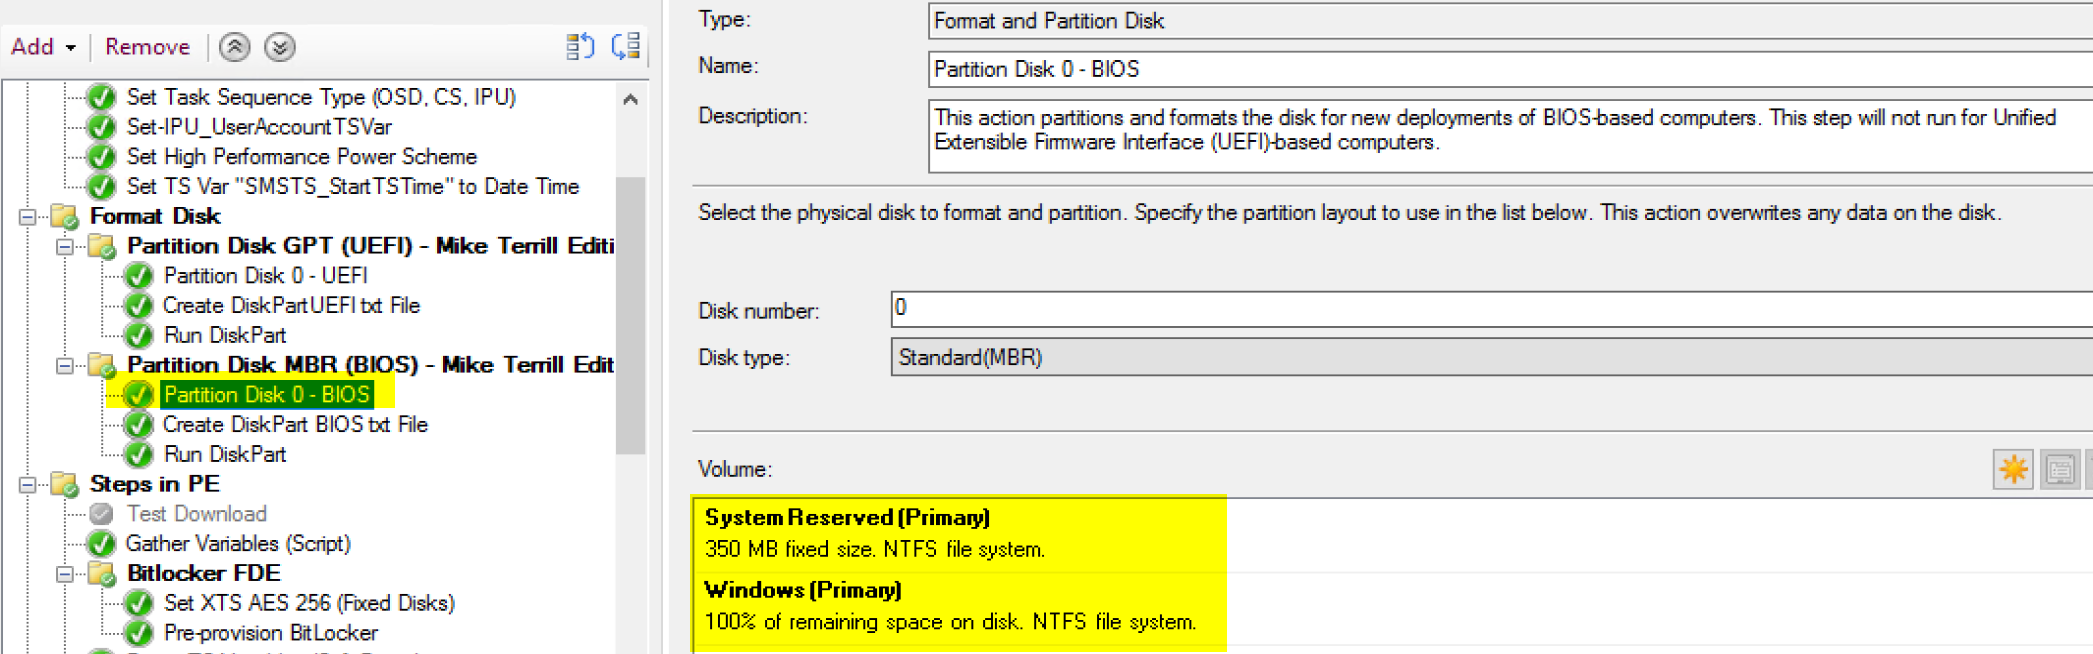 Add
Remove
Set Task Sequence Type (OSD, CS, IPU)
Set-IPU_UserAccountTSVar
Set High Performance Power Scheme
Set TS Var "SMSTS_StartTSTime" to Date Time
Format Disk
Partition Disk GPT (UEFI) - Mike Terrill Editi
Partition Disk 0 - UEFI
Create DiskPartUEFI txt File
Run DiskPart
Partition Disk MBR (BIOS) - Mike Terrill Edit
Partition Disk 0 - BIOS
Create DiskPart BIOS txt File
Run DiskPart
Steps in PE
Test Download
Gather Variables (Script)
Bitlocker FDE
Set XTS AES 256 (Fixed Disks)
Pre-provision BitLocker
Type:
Format and Partition Disk
Name:
Partition Disk 0 - BIOS
Description:
This action partitions and formats the disk for new deployments of BIOS-based computers. This step will not run for Unified
Extensible Firmware Interface (UEFI)-based computers.
Select the physical disk to format and partition. Specify the partition layout to use in the list below. This action overwrites any data on the disk.
Disk number:
0
Disk type:
Standard(MBR)
Volume:
System Reserved (Primary)
350 MB fixed size. NTFS file system.
Windows (Primary)
100% of remaining space on disk. NTFS file system.